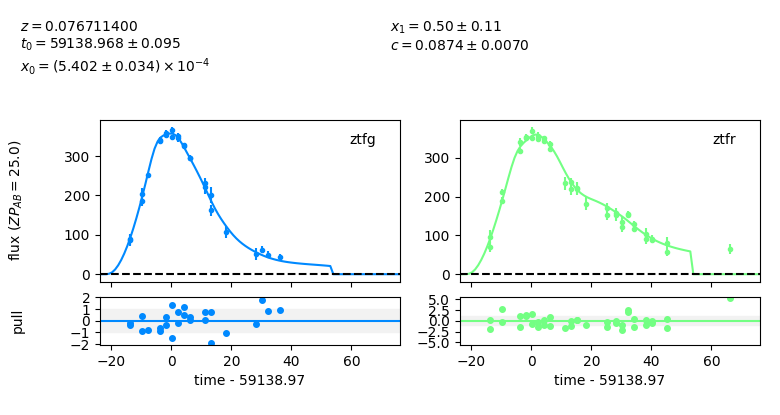 z = 0.076711400
t₀ = 59138.968 ± 0.095
x₀ = (5.402 ± 0.034) × 10⁻⁴
x₁ = 0.50 ± 0.11
c = 0.0874 ± 0.0070
flux (ZP_AB = 25.0)
ztfg
300
200
100
0
ztfr
300
200
100
0
pull
2
1
0
−1
−2
−20 0 20 40 60
time - 59138.97
5.0
2.5
0.0
−2.5
−5.0
−20 0 20 40 60
time - 59138.97